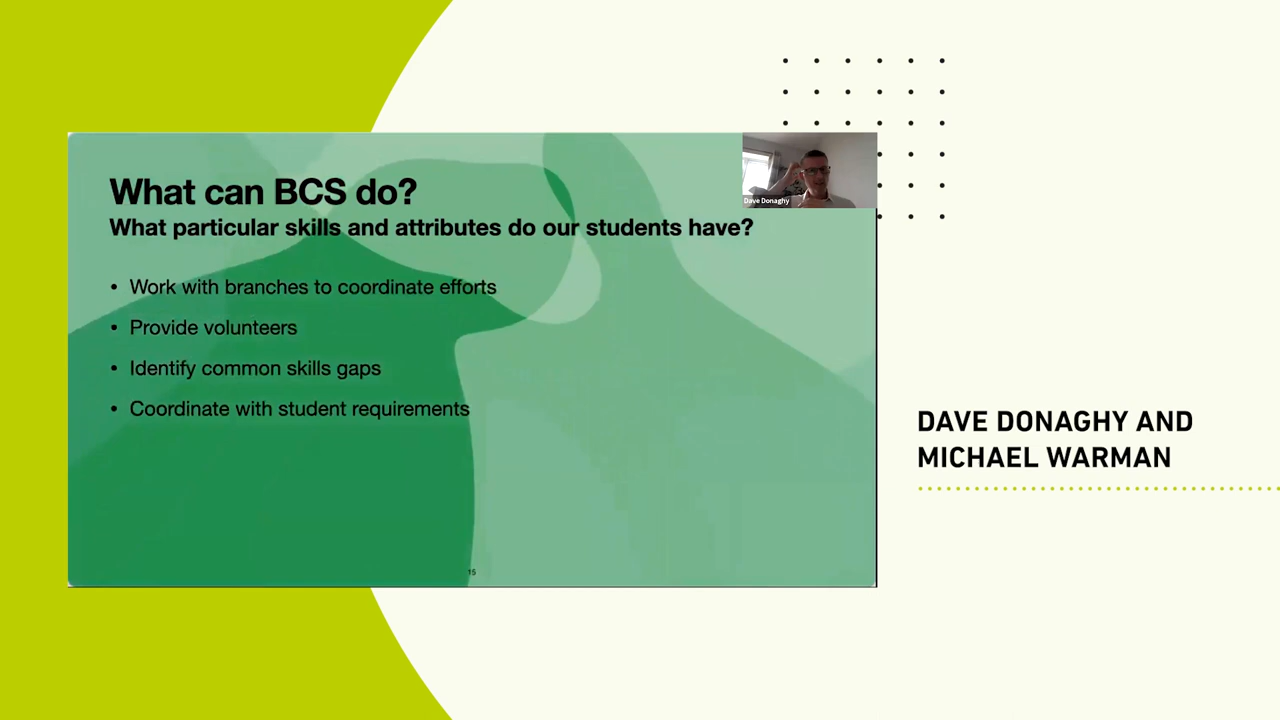 What can BCS do?
Dave Donaghy
What particular skills and attributes do our students have?
• Work with branches to coordinate efforts
• Provide volunteers
• Identify common skills gaps
• Coordinate with student requirements
15
DAVE DONAGHY AND
MICHAEL WARMAN